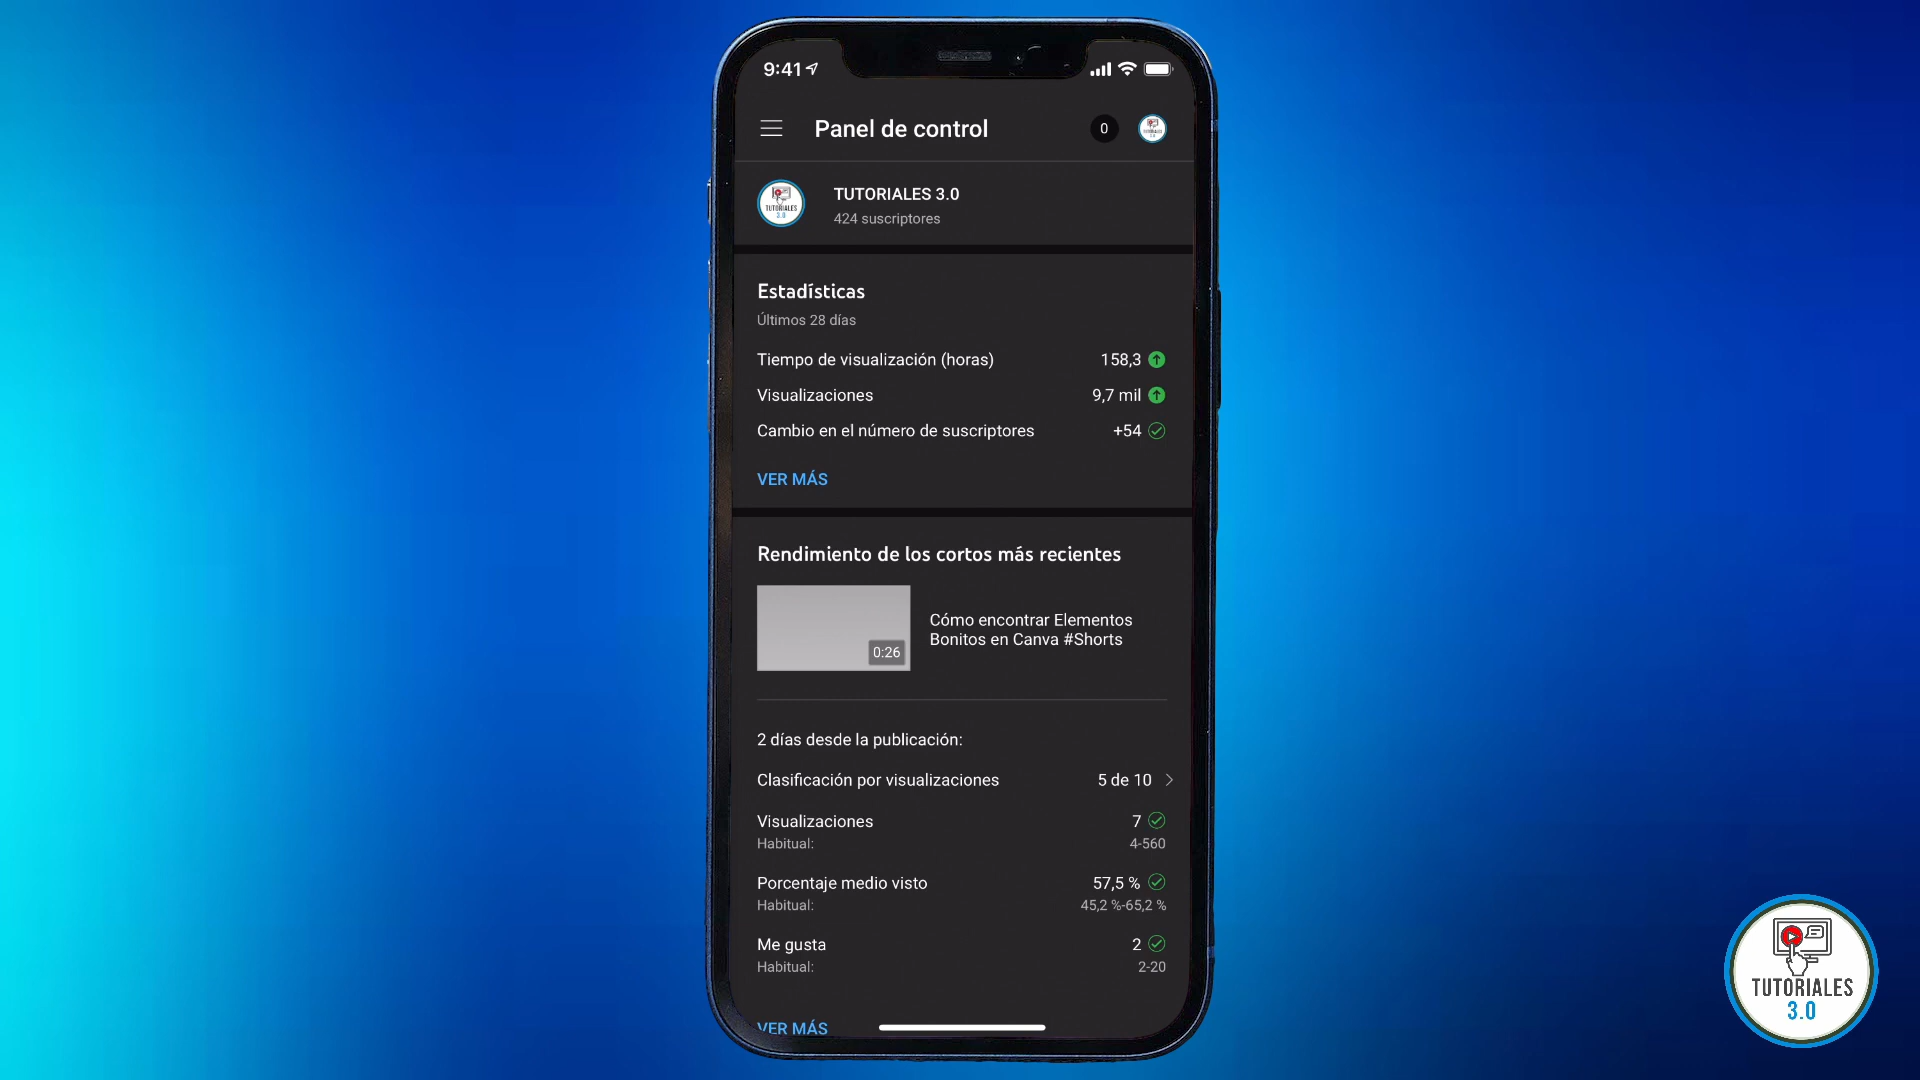 9:41
Panel de control
0
TUTORIALES 3.0
424 suscriptores
TUTORIALES
3.0
Estadísticas
Últimos 28 días
Tiempo de visualización (horas) 158,3
Visualizaciones 9,7 mil
Cambio en el número de suscriptores +54
VER MÁS
Rendimiento de los cortos más recientes
0:26
Cómo encontrar Elementos
Bonitos en Canva #Shorts
2 días desde la publicación:
Clasificación por visualizaciones 5 de 10
Visualizaciones 7
Habitual: 4-560
Porcentaje medio visto 57,5 %
Habitual: 45,2 %-65,2 %
Me gusta 2
Habitual: 2-20
VER MÁS
TUTORIALES
3.0